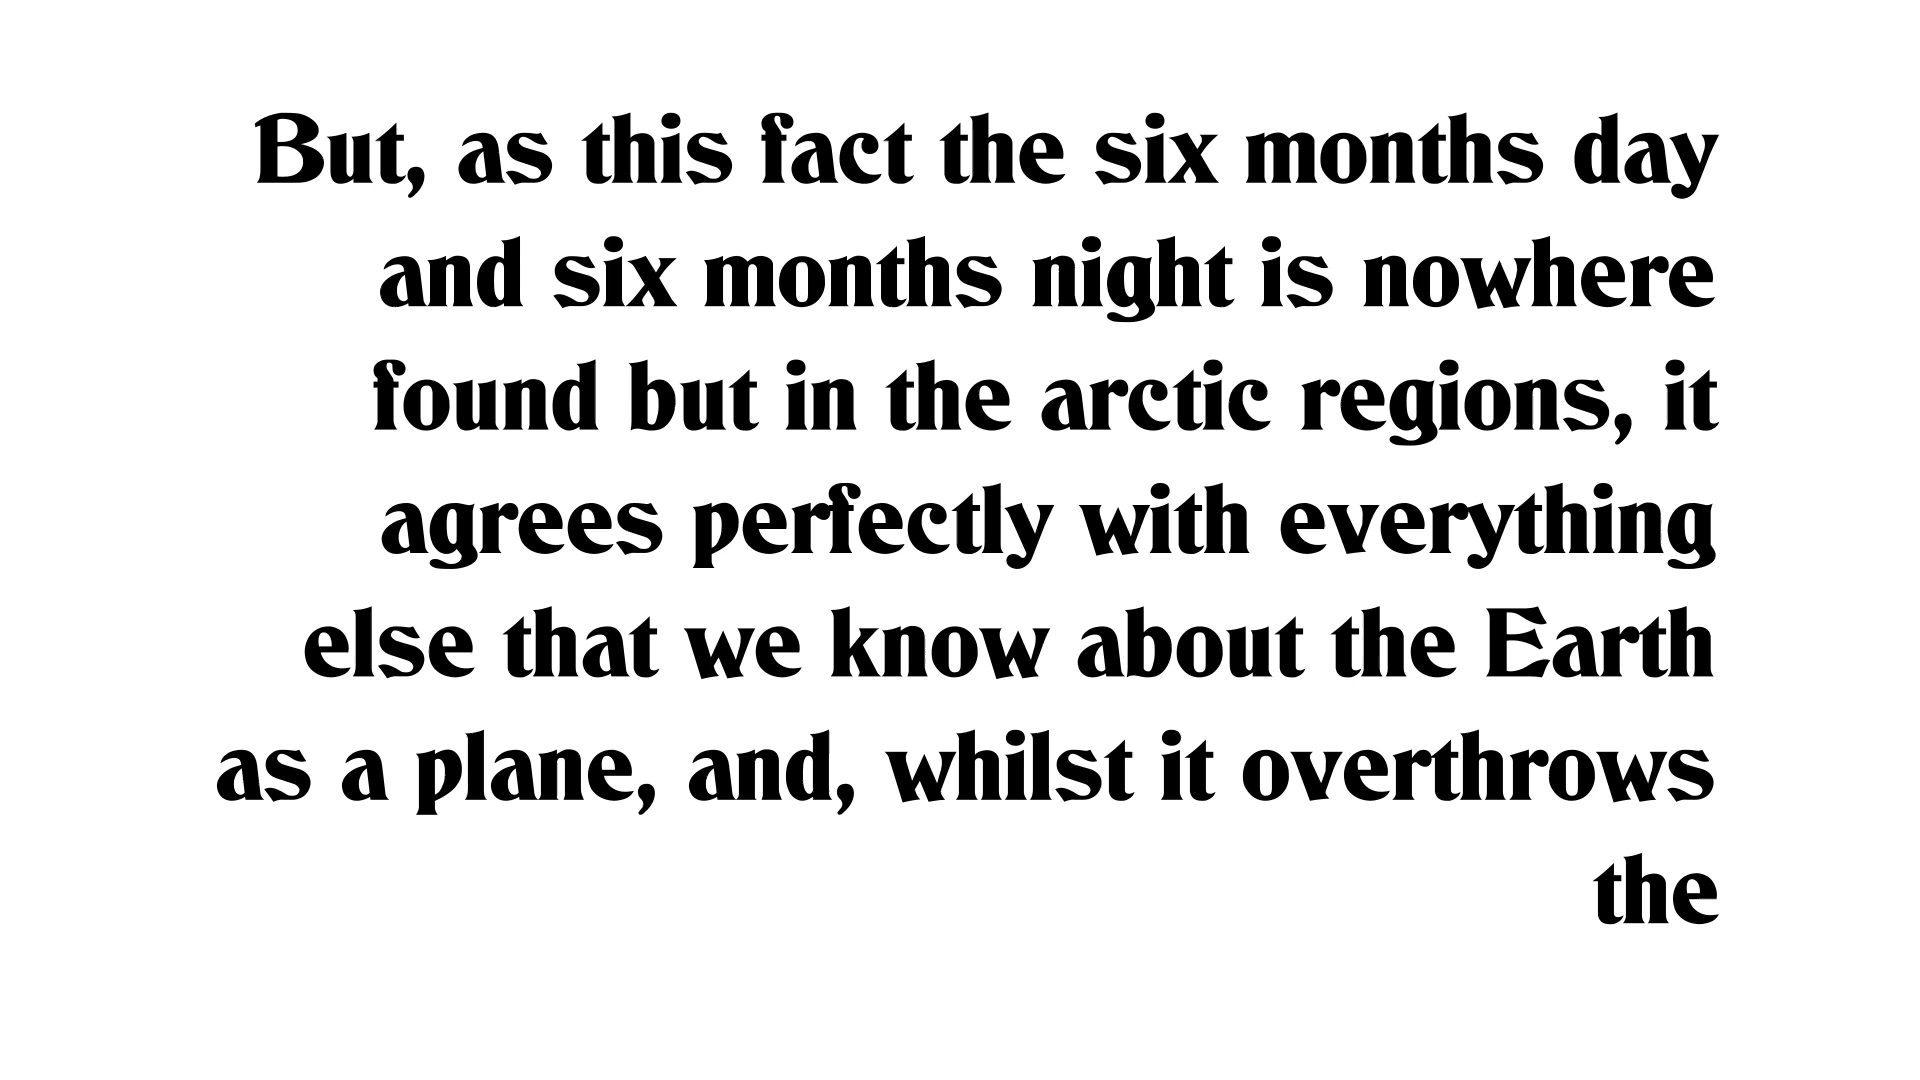 But, as this fact the six months day
and six months night is nowhere
found but in the arctic regions, it
agrees perfectly with everything
else that we know about the Earth
as a plane, and, whilst it overthrows
the